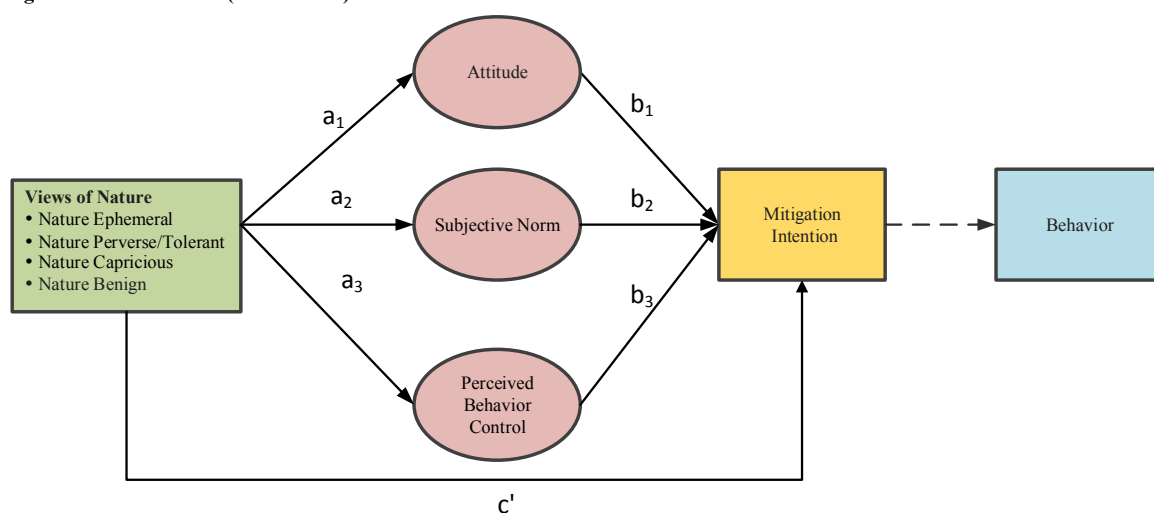 Attitude
a₁
b₁
Views of Nature
• Nature Ephemeral
• Nature Perverse/Tolerant
• Nature Capricious
• Nature Benign
a₂
Subjective Norm
b₂
Mitigation
Intention
Behavior
a₃
b₃
Perceived
Behavior
Control
c'